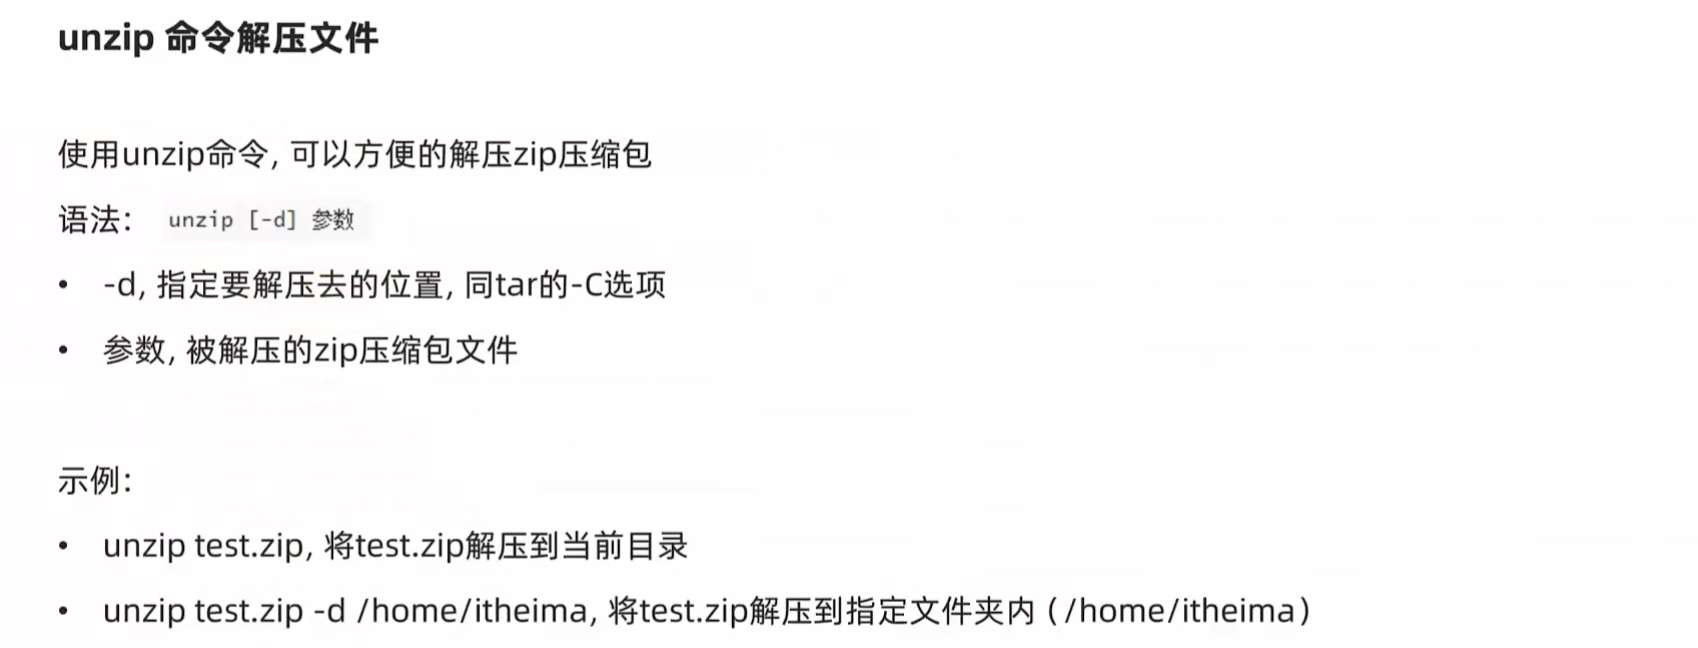 unzip 命令解压文件
使用unzip命令, 可以方便的解压zip压缩包
语法: unzip [-d] 参数
• -d, 指定要解压去的位置, 同tar的-C选项
• 参数, 被解压的zip压缩包文件
示例:
• unzip test.zip, 将test.zip解压到当前目录
• unzip test.zip -d /home/itheima, 将test.zip解压到指定文件夹内 (/home/itheima)